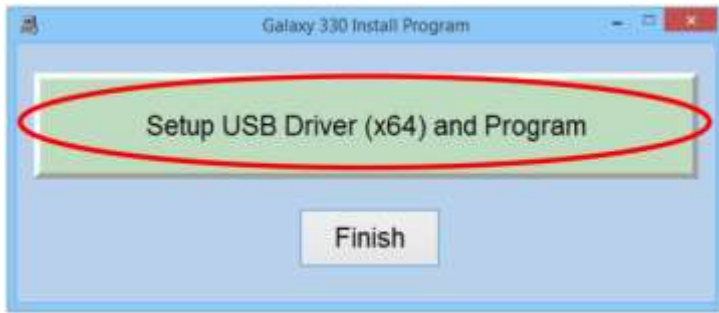 Galaxy 330 Install Program
Setup USB Driver (x64) and Program
Finish